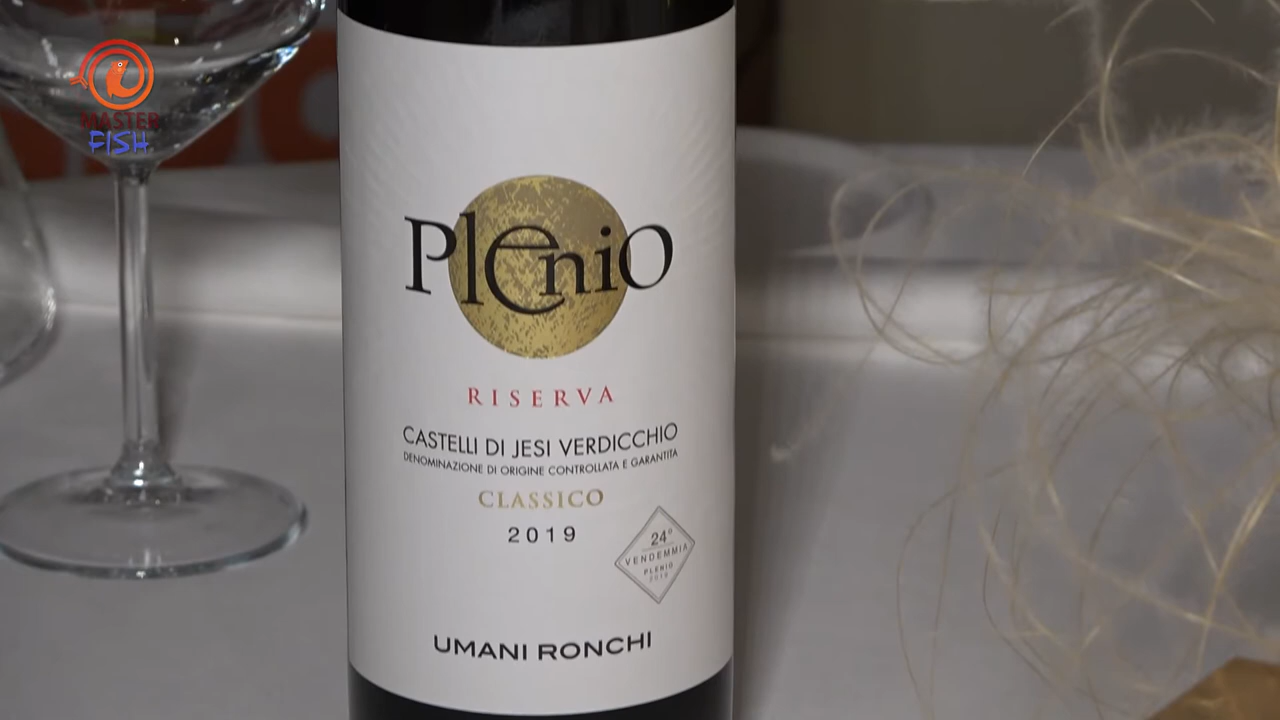 MASTER
FISH
Plenio
RISERVA
CASTELLI DI JESI VERDICCHIO
DENOMINAZIONE DI ORIGINE CONTROLLATA E GARANTITA
CLASSICO
2019
24°
VENDEMMIA
PLENIO
2019
UMANI RONCHI